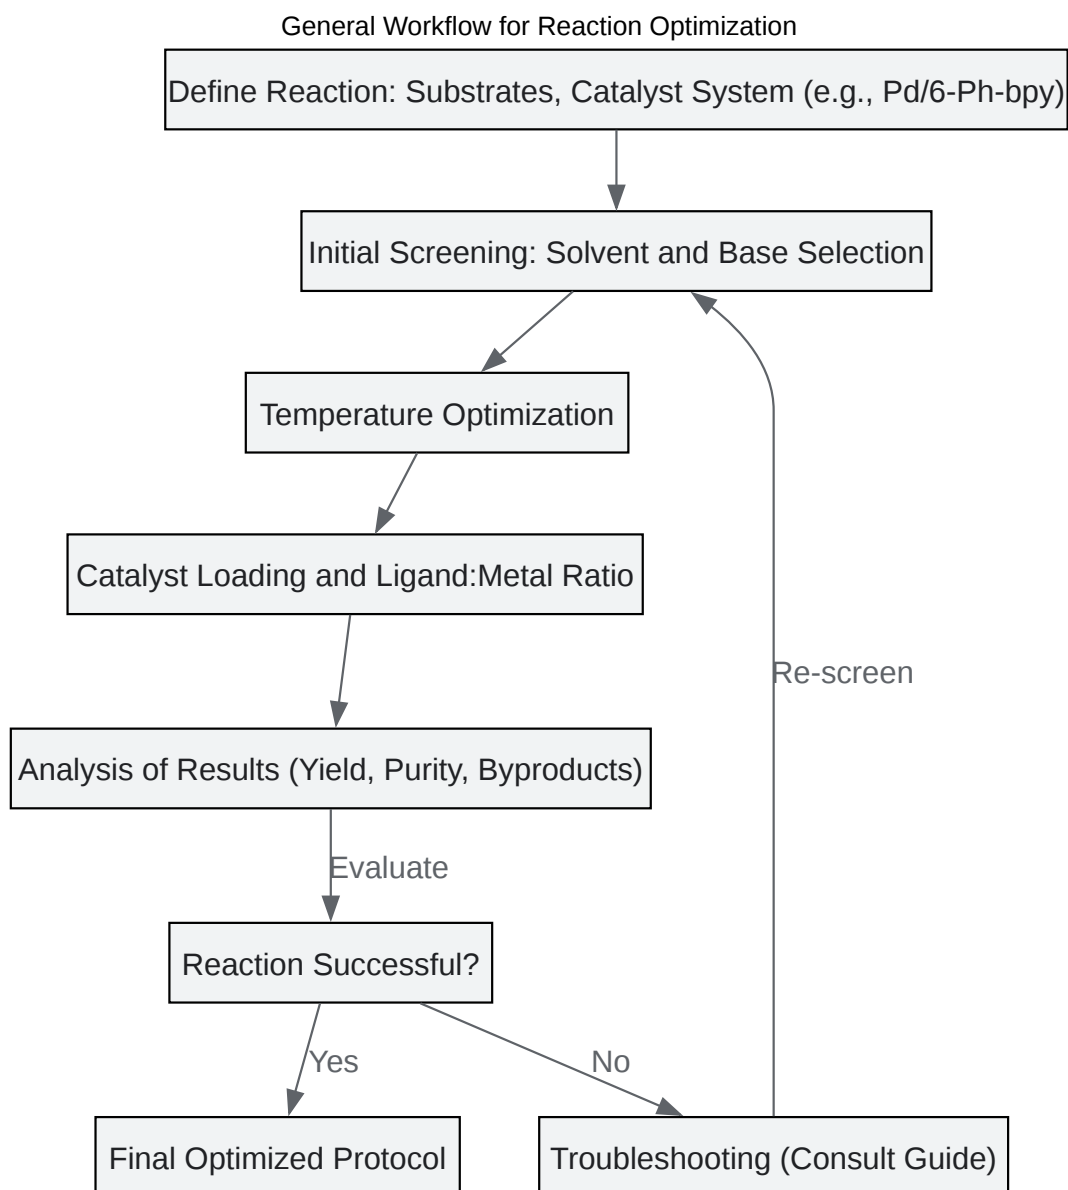 General Workflow for Reaction Optimization
Define Reaction: Substrates, Catalyst System (e.g., Pd/6-Ph-bpy)
Initial Screening: Solvent and Base Selection
Temperature Optimization
Catalyst Loading and Ligand:Metal Ratio
Re-screen
Analysis of Results (Yield, Purity, Byproducts)
Evaluate
Reaction Successful?
Yes
No
Final Optimized Protocol
Troubleshooting (Consult Guide)